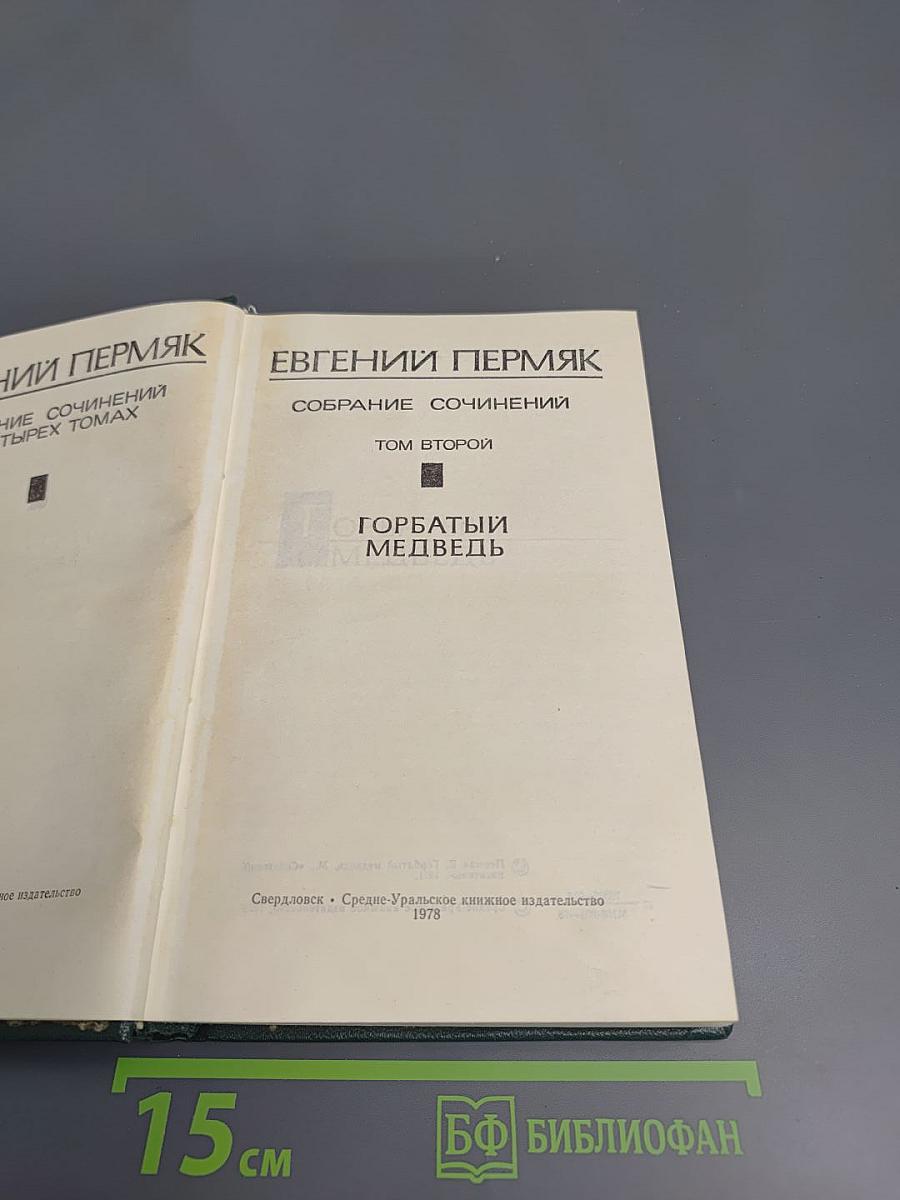 НИЙ ПЕРМЯК
НИЕ СОЧИНЕНИЙ
ТЫРЕХ ТОМАХ
ное издательство
ЕВГЕНИЙ ПЕРМЯК
СОБРАНИЕ СОЧИНЕНИЙ
ТОМ ВТОРОЙ
ГОРБАТЫЙ
МЕДВЕДЬ
Свердловск • Средне-Уральское книжное издательство
1978
15 см
БФ БИБЛИОФАН